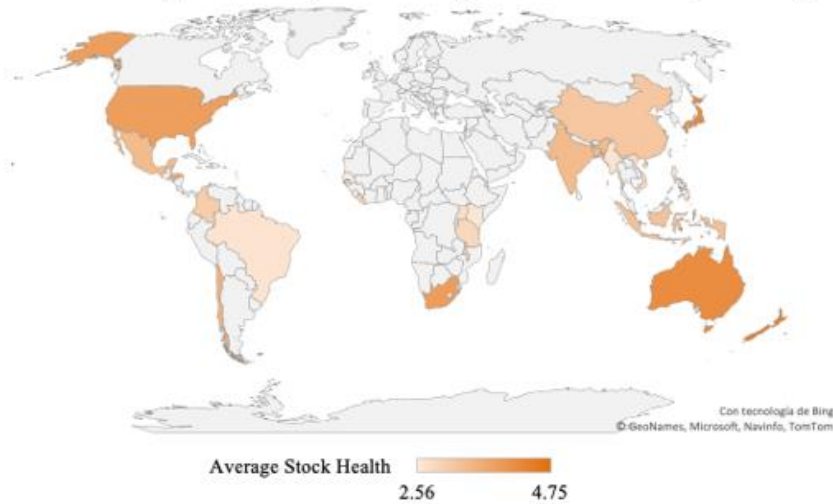 Con tecnología de Bing
© GeoNames, Microsoft, Navinfo, TomTom
Average Stock Health
2.56 4.75